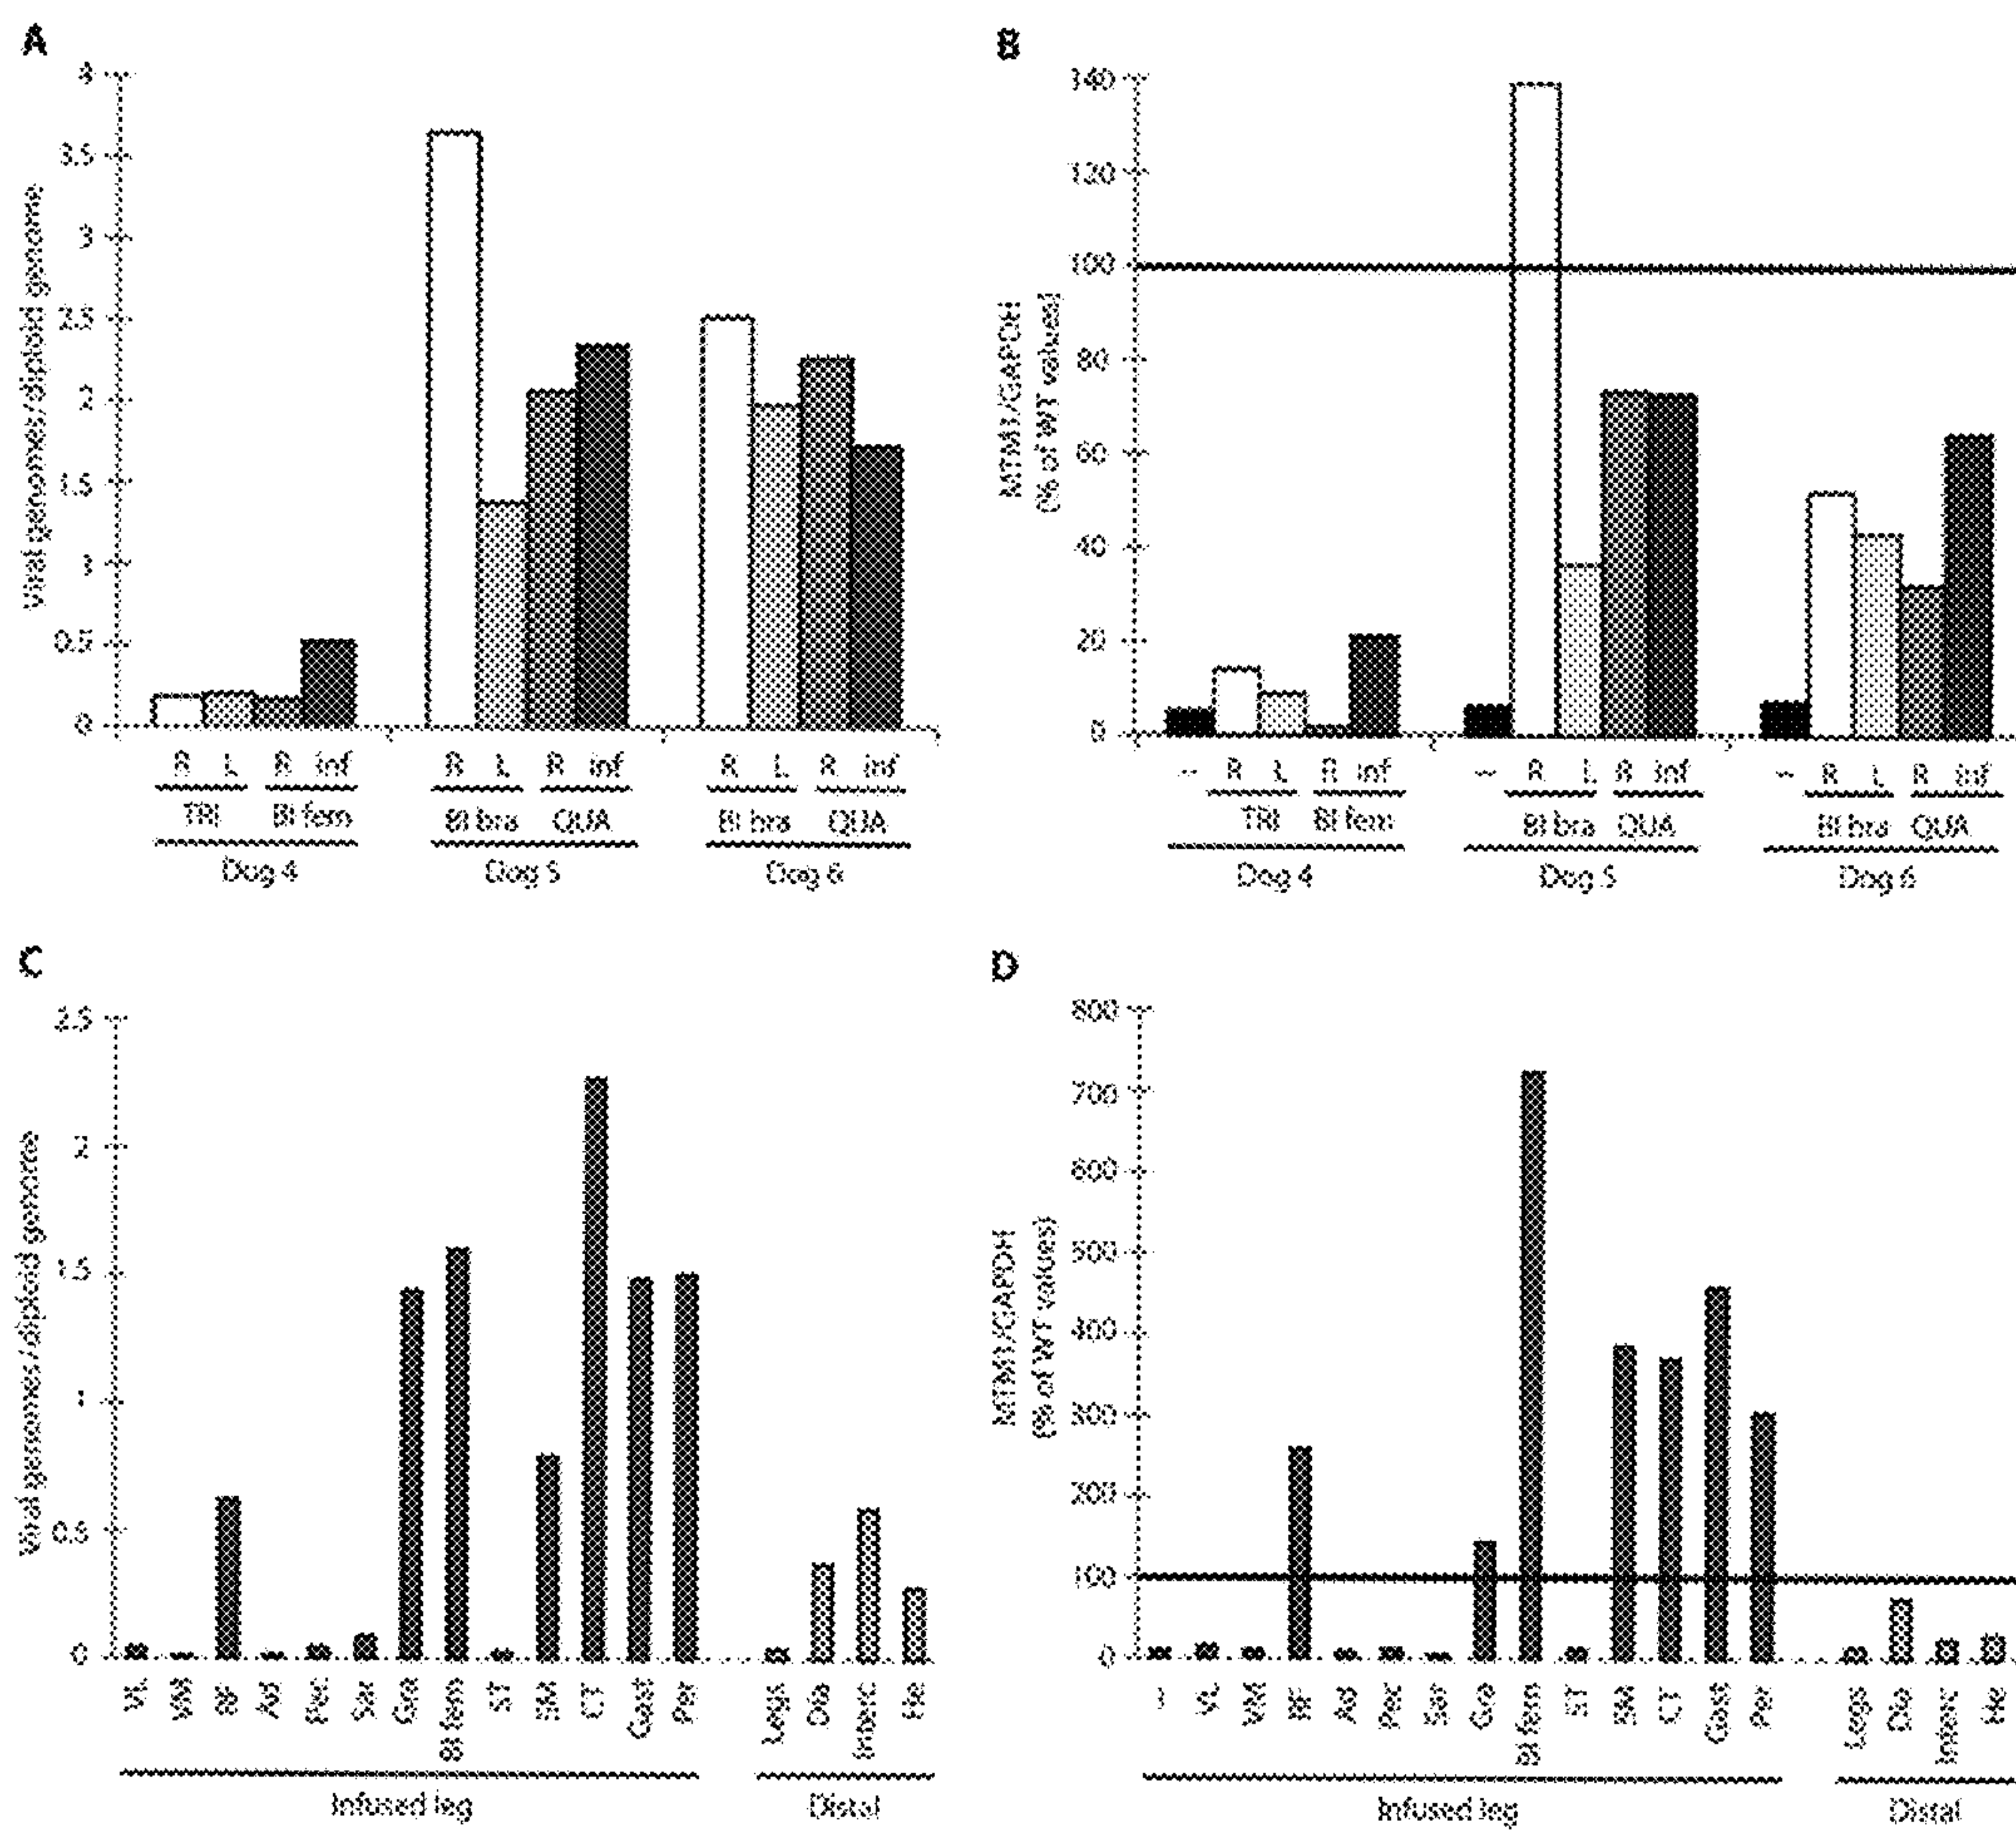 A
Viral genomes/diploid genome
4
3.5
3
2.5
2
1.5
1
0.5
0
R L R inf R L R inf R L R inf
TRI BI fem BI bra QUA BI bra QUA
Dog 4 Dog 5 Dog 6
B
MTM1/GAPDH
(% of WT values)
140
120
100
80
60
40
20
0
– R L R inf – R L R inf – R L R inf
TRI BI fem BI bra QUA BI bra QUA
Dog 4 Dog 5 Dog 6
C
Viral genomes/diploid genome
2.5
2
1.5
1
0.5
0
VL VM RF Ad Pec Sar Gra BI fem ST SM CT Gast Per Legs Dia Interc He
Infused leg Distal
D
MTM1/GAPDH
(% of WT values)
800
700
600
500
400
300
200
100
0
– VL VM RF Ad Pec Sar Gra BI fem ST SM CT Gast Per Legs Dia Interc He
Infused leg Distal